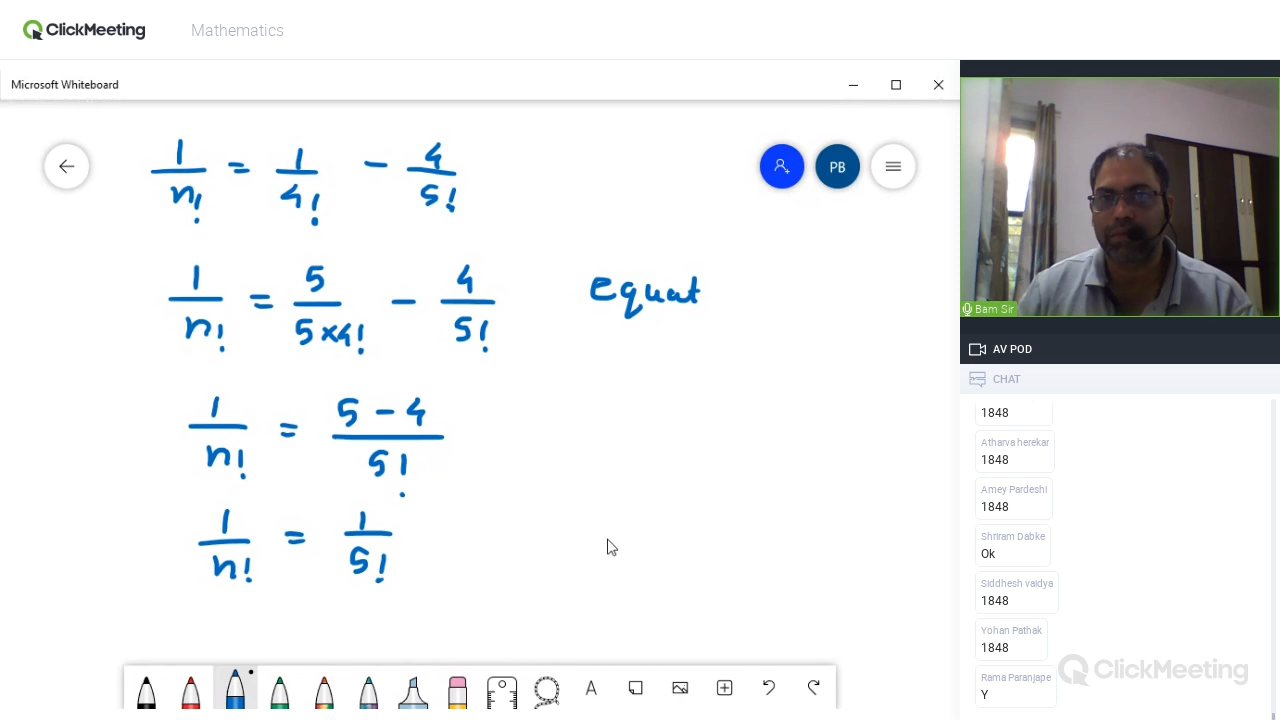 ClickMeeting Mathematics
Microsoft Whiteboard
1/n! = 1/4! - 4/5!
PB
1/n! = 5/5×4! - 4/5! equat
1/n! = 5-4/5!
1/n! = 1/5!
A
Bam Sir
AV POD
CHAT
1848
Atharva herekar
1848
Amey Pardeshi
1848
Shriram Dabke
Ok
Siddhesh vaidya
1848
Yohan Pathak
1848
Rama Paranjape
Y
ClickMeeting